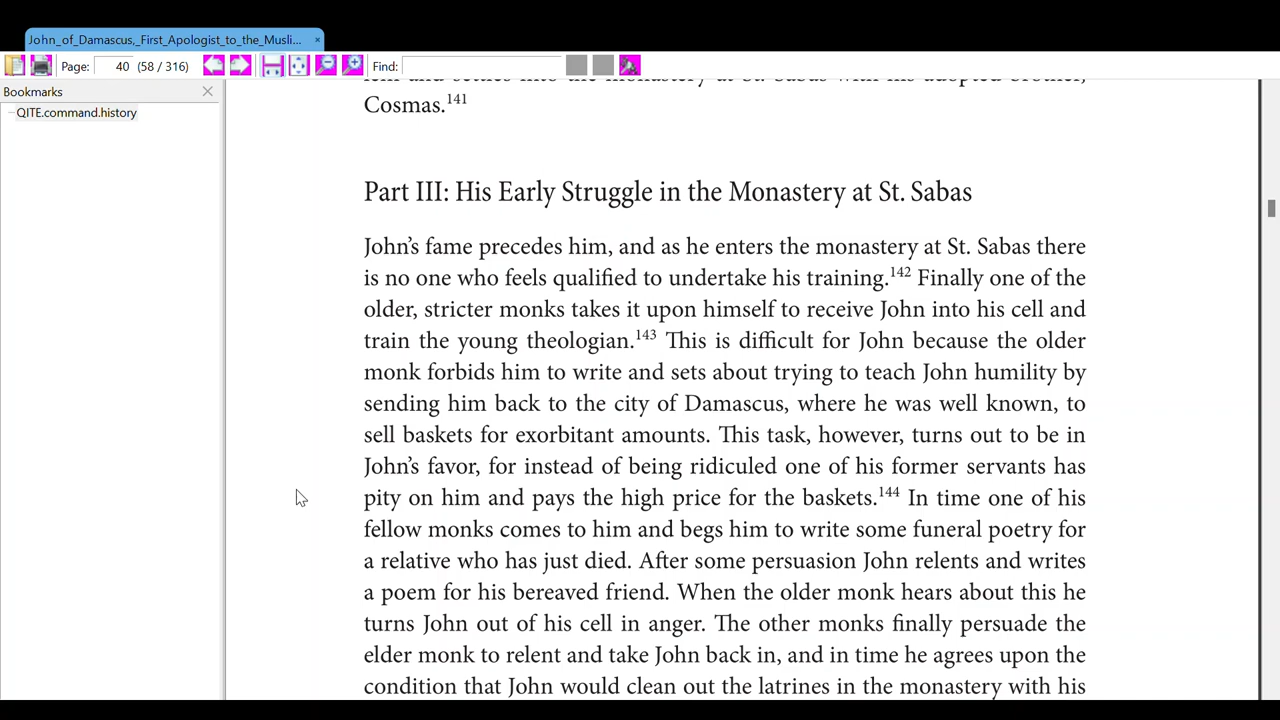 John_of_Damascus,_First_Apologist_to_the_Musli... ×
Page: 40 (58 / 316) Find:
Bookmarks
QITE.command.history
Cosmas.141
Part III: His Early Struggle in the Monastery at St. Sabas
John’s fame precedes him, and as he enters the monastery at St. Sabas there
is no one who feels qualified to undertake his training.142 Finally one of the
older, stricter monks takes it upon himself to receive John into his cell and
train the young theologian.143 This is difficult for John because the older
monk forbids him to write and sets about trying to teach John humility by
sending him back to the city of Damascus, where he was well known, to
sell baskets for exorbitant amounts. This task, however, turns out to be in
John’s favor, for instead of being ridiculed one of his former servants has
pity on him and pays the high price for the baskets.144 In time one of his
fellow monks comes to him and begs him to write some funeral poetry for
a relative who has just died. After some persuasion John relents and writes
a poem for his bereaved friend. When the older monk hears about this he
turns John out of his cell in anger. The other monks finally persuade the
elder monk to relent and take John back in, and in time he agrees upon the
condition that John would clean out the latrines in the monastery with his